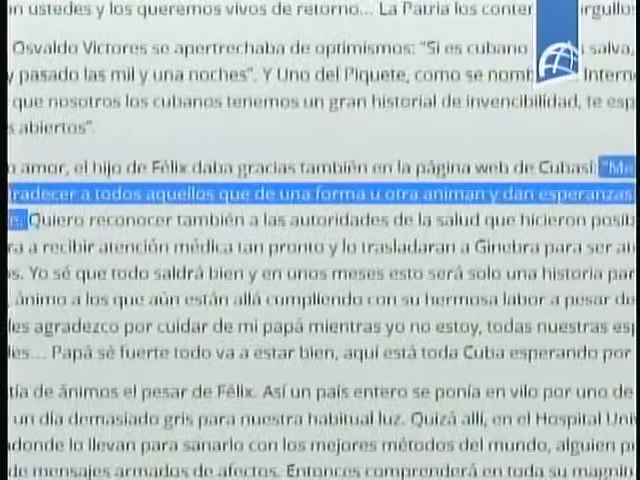 n ustedes y los queremos vivos de retorno... La Patria los conter irgullo
Osvaldo Victores se apertrechaba de optimismos: "Si es cubano salva
y pasado las mil y una noches". Y Uno del Piquete, como se nomb Intern
que nosotros los cubanos tenemos un gran historial de invencibilidad, te esp
s abiertos".
o amor, el hijo de Félix daba gracias también en la página web de Cubasí: "Me
radecer a todos aquellos que de una forma u otra animan y dan esperanzas
Quiero reconocer también a las autoridades de la salud que hicieron posib
ra a recibir atención médica tan pronto y lo trasladaran a Ginebra para ser at
s. Yo sé que todo saldrá bien y en unos meses esto será solo una historia par
, ánimo a los que aún están allá cumpliendo con su hermosa labor a pesar de
les agradezco por cuidar de mi papá mientras yo no estoy, todas nuestras esp
les... Papá sé fuerte todo va a estar bien, aquí está toda Cuba esperando por
tía de ánimos el pesar de Félix. Así un país entero se ponía en vilo por uno de
un día demasiado gris para nuestra habitual luz. Quizá allí, en el Hospital Uni
adonde lo llevan para sanarlo con los mejores métodos del mundo, alguien p
de mensajes armados de afectos. Entonces comprenderá en toda su magnin